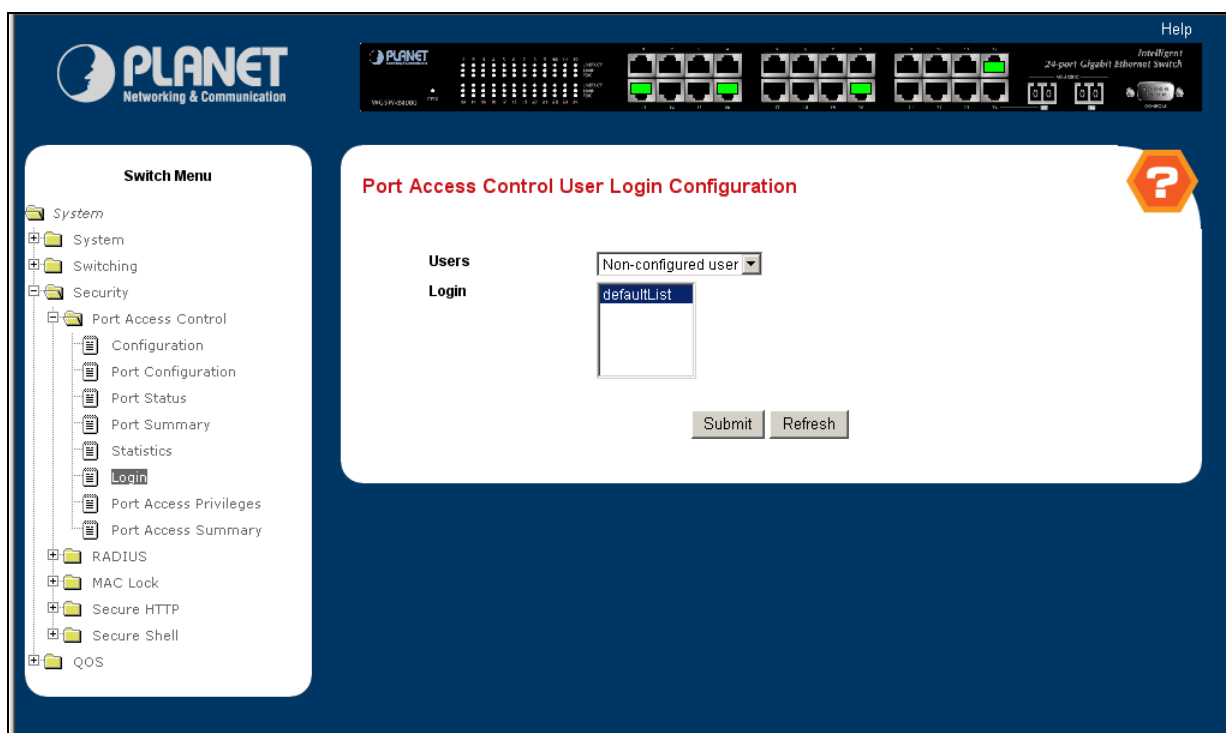 Help
PLANET
Networking & Communication
PLANET
Intelligent
24-port Gigabit Ethernet Switch
Switch Menu
System
System
Switching
Security
Port Access Control
Configuration
Port Configuration
Port Status
Port Summary
Statistics
Login
Port Access Privileges
Port Access Summary
RADIUS
MAC Lock
Secure HTTP
Secure Shell
QOS
Port Access Control User Login Configuration
?
Users
Non-configured user
Login
defaultList
Submit
Refresh